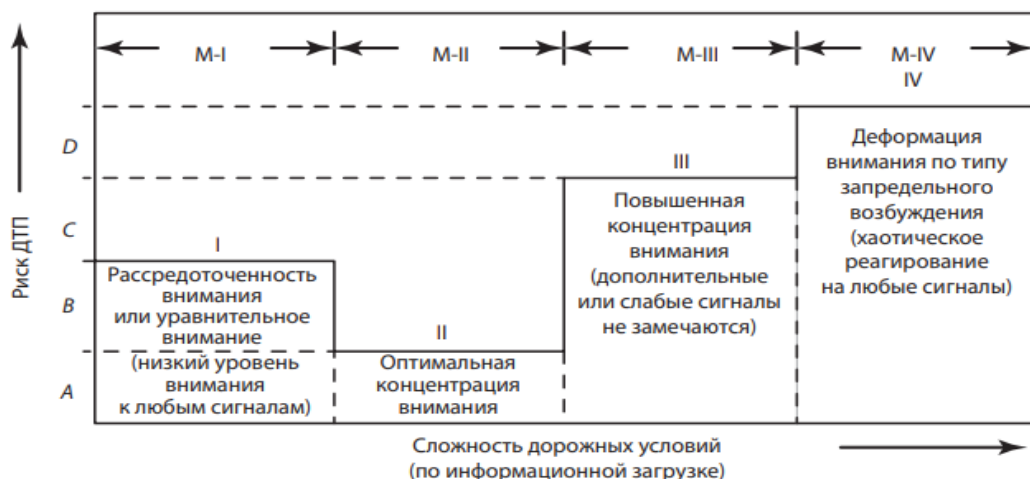 Риск ДТП
M-I
M-II
M-III
M-IV
IV
D
C
B
A
I
Рассредоточенность
внимания
или уравнительное
внимание
(низкий уровень
внимания
к любым сигналам)
II
Оптимальная
концентрация
внимания
III
Повышенная
концентрация
внимания
(дополнительные
или слабые сигналы
не замечаются)
Деформация
внимания по типу
запредельного
возбуждения
(хаотическое
реагирование
на любые сигналы)
Сложность дорожных условий
(по информационной загрузке)